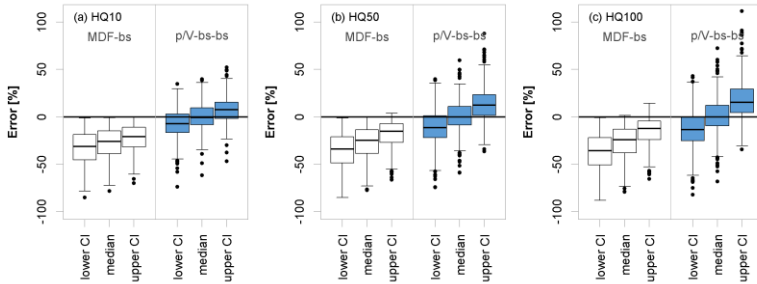 (a) HQ10
MDF-bs
p/V-bs-bs
Error [%]
100
50
0
-50
-100
lower CI
median
upper CI
lower CI
median
upper CI
(b) HQ50
MDF-bs
p/V-bs-bs
Error [%]
100
50
0
-50
-100
lower CI
median
upper CI
lower CI
median
upper CI
(c) HQ100
MDF-bs
p/V-bs-bs
Error [%]
100
50
0
-50
-100
lower CI
median
upper CI
lower CI
median
upper CI